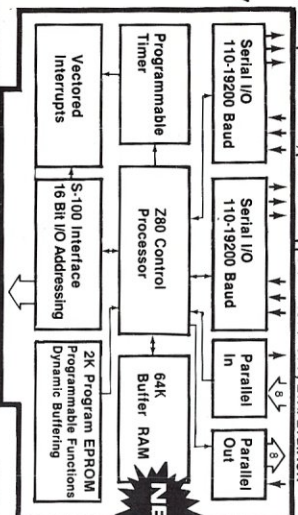 Serial I/O
110-19200 Baud
Serial I/O
110-19200 Baud
Parallel
In
8
Parallel
Out
8
Programmable
Timer
Z80 Control
Processor
64K
Buffer RAM
Vectored
Interrupts
S-100 Interface
16 Bit I/O Addressing
2K Program EPROM
Programmable Functions
Dynamic Buffering